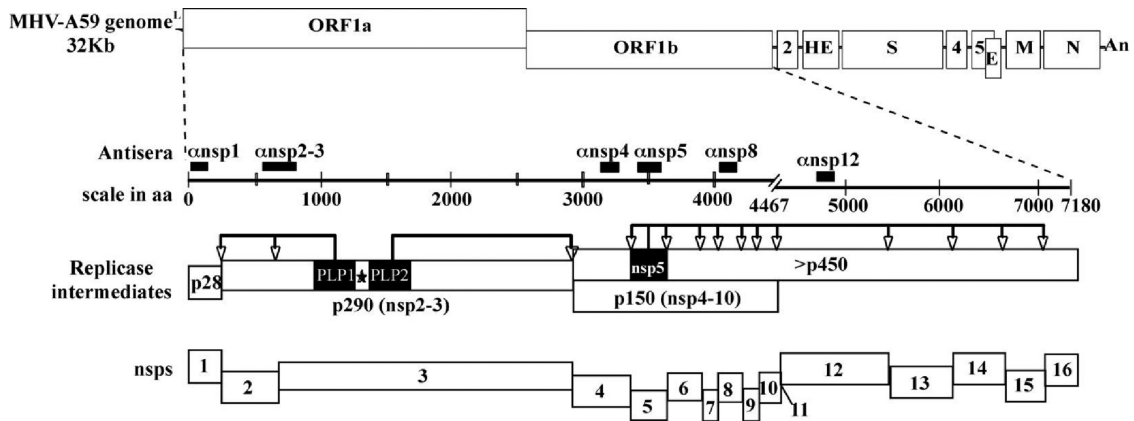 MHV-A59 genome L ORF1a
32Kb ORF1b 2 HE S 4 5 E M N An
Antisera αnsp1 αnsp2-3 αnsp4 αnsp5 αnsp8 αnsp12
scale in aa 0 1000 2000 3000 4000 4467 5000 6000 7000 7180
Replicase intermediates p28 PLP1 ★ PLP2 nsp5 >p450
p290 (nsp2-3) p150 (nsp4-10)
nsps 1 2 3 4 5 6 7 8 9 10 11 12 13 14 15 16